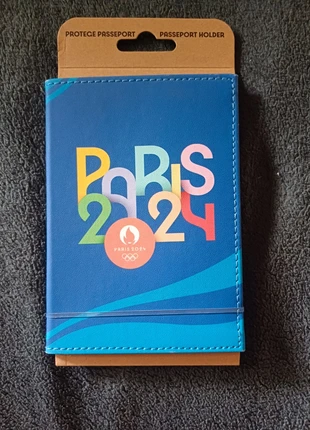 PROTEGE PASSEPORT PASSEPORT HOLDER
PARIS
2024
PARIS 2024